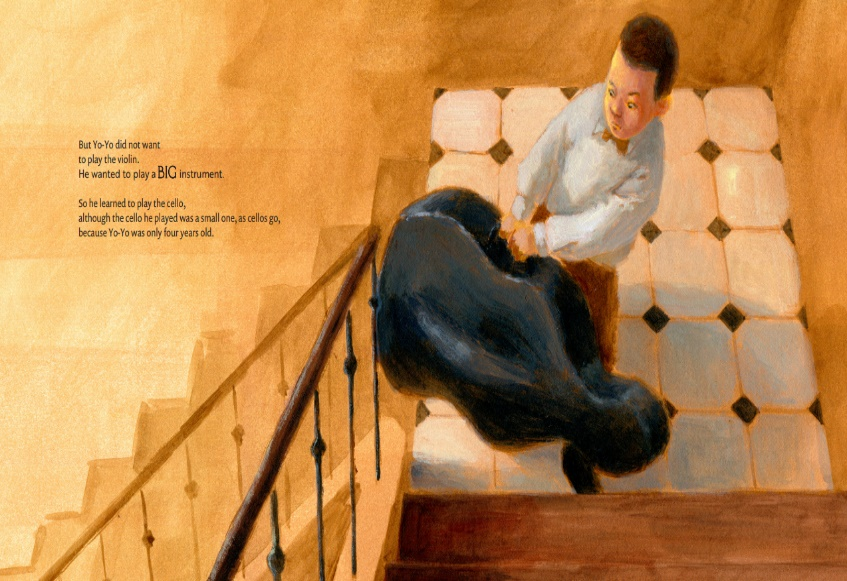 But Yo-Yo did not want
to play the violin.
He wanted to play a BIG instrument.
So he learned to play the cello,
although the cello he played was a small one, as cellos go,
because Yo-Yo was only four years old.